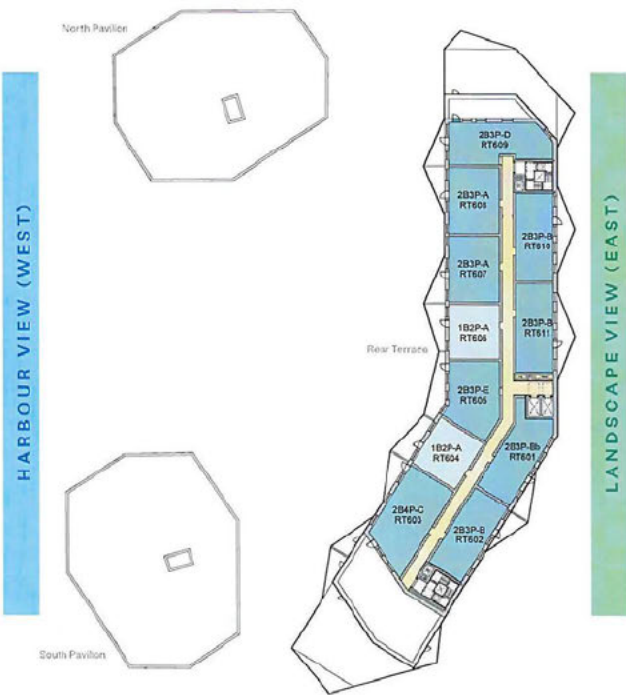 North Pavilion
HARBOUR VIEW (WEST)
LANDSCAPE VIEW (EAST)
2B3P-D
RT609
2B3P-A
RT608
2B3P-B
RT610
2B3P-A
RT607
1B2P-A
RT606
2B3P-B
RT611
Rear Terrace
2B3P-E
RT605
1B2P-A
RT604
2B3P-Bb
RT601
2B4P-C
RT603
2B3P-B
RT602
South Pavilion